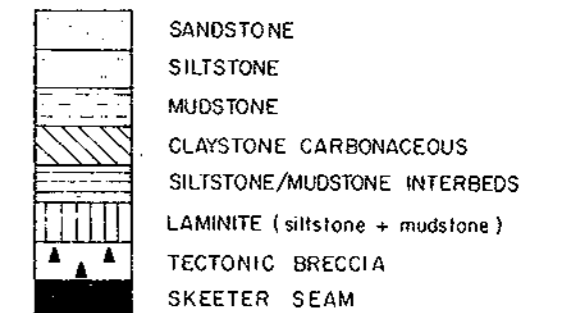 SANDSTONE
SILTSTONE
MUDSTONE
CLAYSTONE CARBONACEOUS
SILTSTONE/MUDSTONE INTERBEDS
LAMINITE (siltstone + mudstone)
TECTONIC BRECCIA
SKEETER SEAM